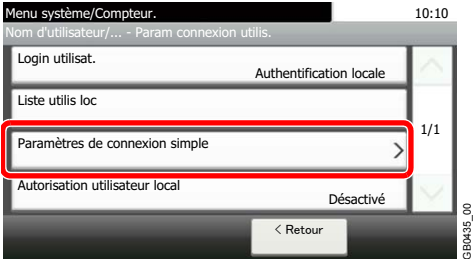 Menu système/Compteur.
10:10
Nom d'utilisateur/... - Param connexion utilis.
Login utilisat.
Authentification locale
Liste utilis loc
Paramètres de connexion simple
1/1
Autorisation utilisateur local
Désactivé
< Retour
GB0435_00